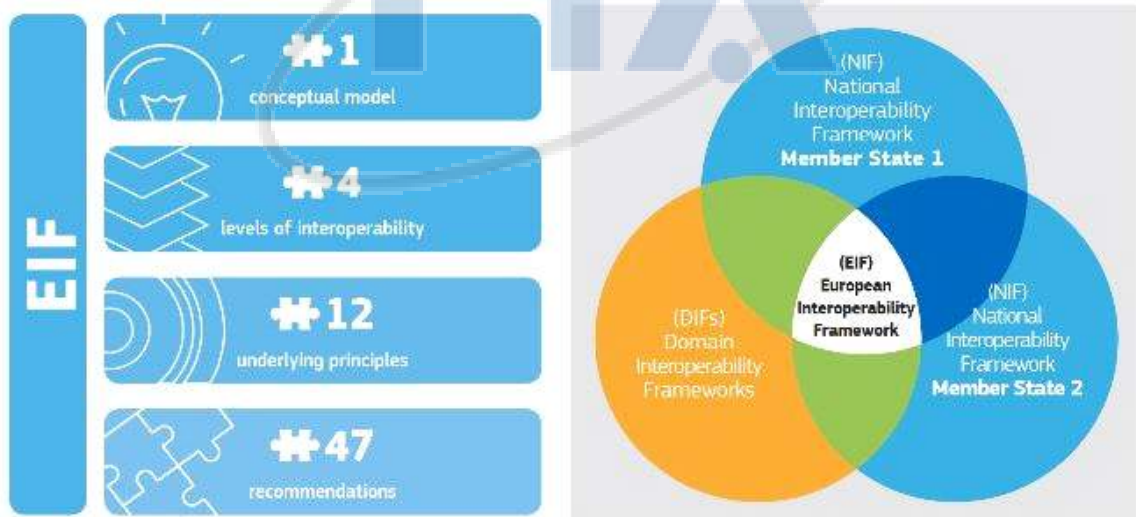 EIF
1
conceptual model
4
levels of interoperability
12
underlying principles
47
recommendations
(NIF)
National
Interoperability
Framework
Member State 1
(EIF)
European
Interoperability
Framework
(DIFs)
Domain
Interoperability
Frameworks
(NIF)
National
Interoperability
Framework
Member State 2